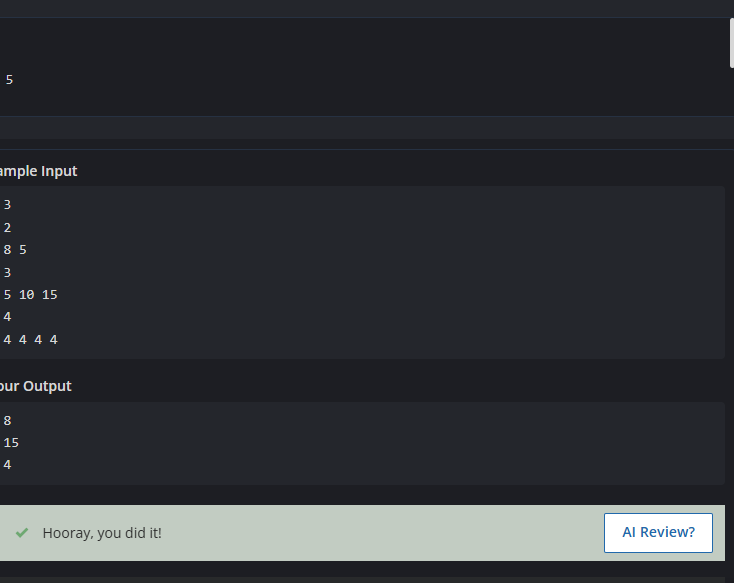 5
ample Input
3
2
8 5
3
5 10 15
4
4 4 4 4
our Output
8
15
4
Hooray, you did it!
AI Review?